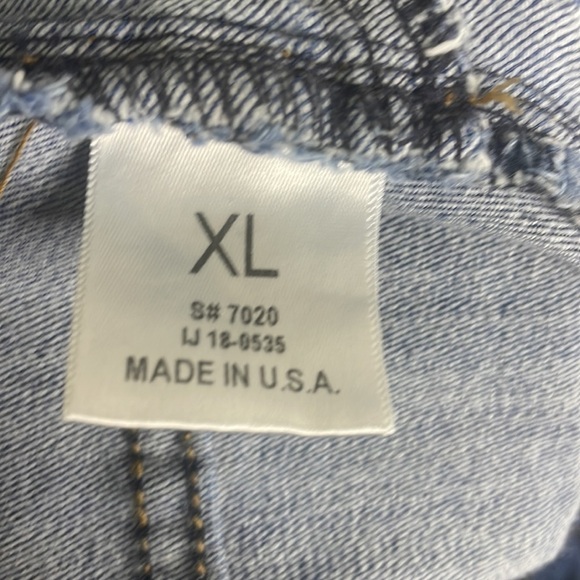 XL
S# 7020
IJ 18-0535
MADE IN U.S.A.